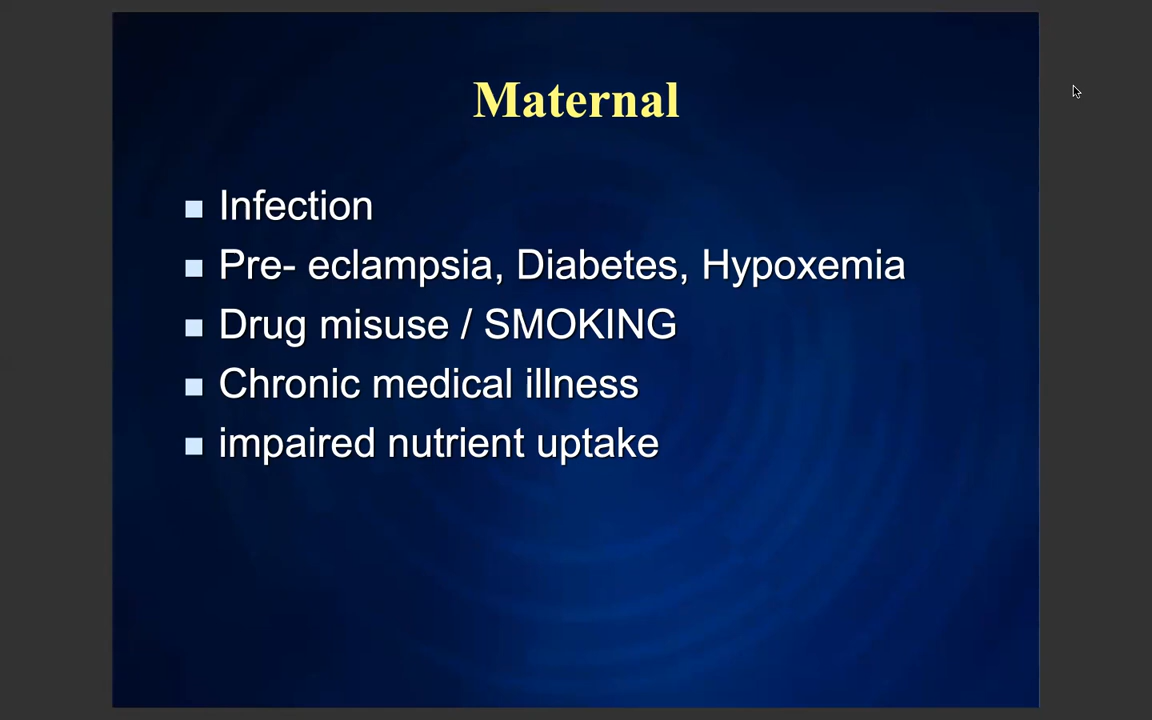 Maternal
Infection
Pre- eclampsia, Diabetes, Hypoxemia
Drug misuse / SMOKING
Chronic medical illness
impaired nutrient uptake